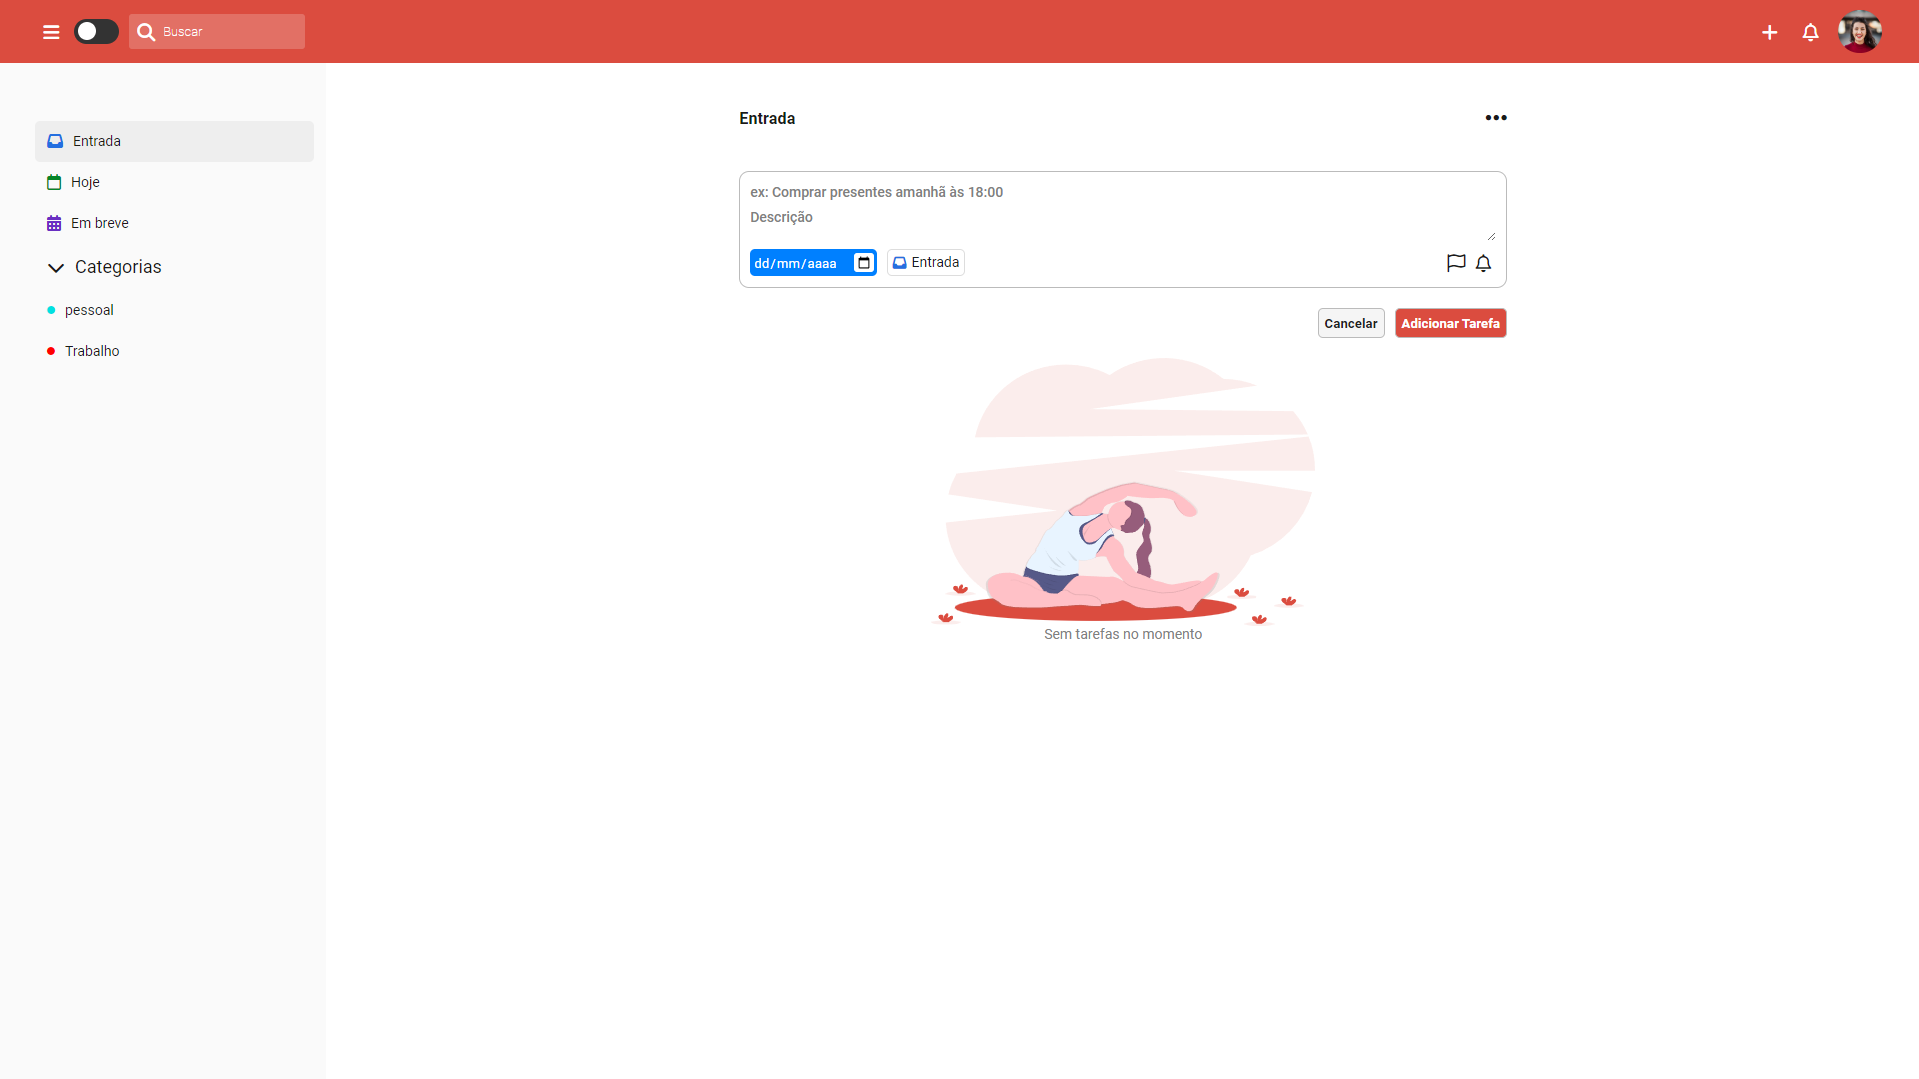 Buscar
Entrada
Hoje
Em breve
Categorias
pessoal
Trabalho
Entrada
ex: Comprar presentes amanhã às 18:00
Descrição
dd/mm/aaaa
Entrada
Cancelar
Adicionar Tarefa
Sem tarefas no momento